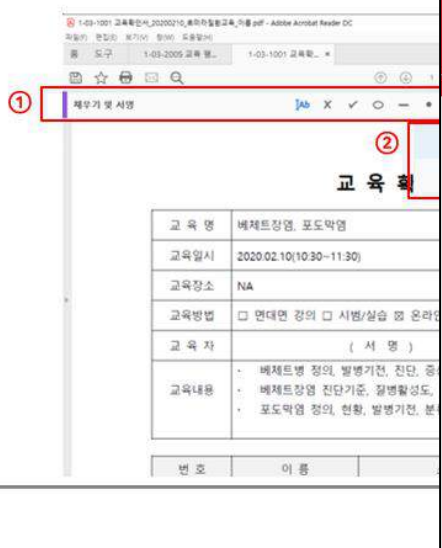 1-03-1001 교육확인서_20200210_호미아질환교육_이름.pdf - Adobe Acrobat Reader DC
파일(F) 편집(E) 보기(V) 창(W) 도움말(H)
홈 도구 1-03-2005 교육 평... 1-03-1001 교육확... ×
① 채우기 및 서명 Ab X
②
교 육 확
교 육 명 베체트장염, 포도막염
교육일시 2020.02.10(10:30~11:30)
교육장소 NA
교육방법 □ 면대면 강의 □ 시범/실습 ☒ 온라인
교 육 자 ( 서 명 )
· 베체트병 정의, 발병기전, 진단,
교육내용 · 베체트장염 진단기준, 질병활성도,
· 포도막염 정의, 현황, 발병기전,
번 호 이 름